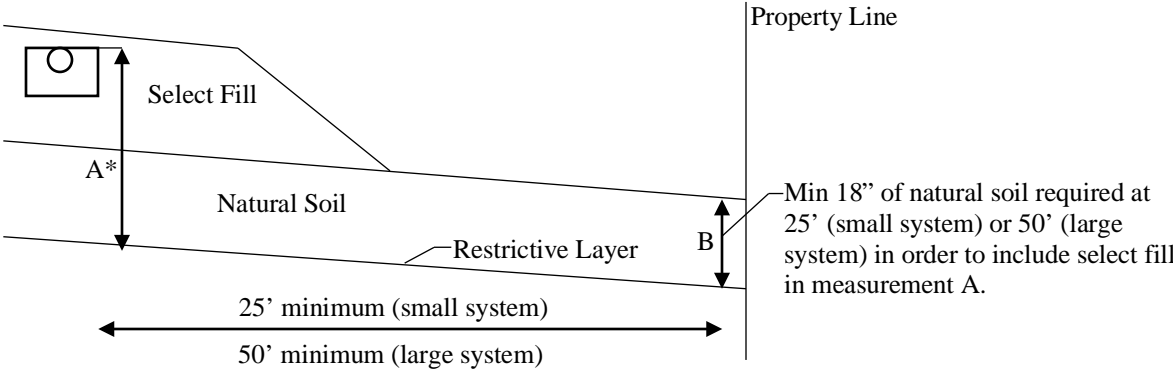 Property Line
Select Fill
A*
Natural Soil
B
Min 18” of natural soil required at
25’ (small system) or 50’ (large
system) in order to include select fill
in measurement A.
Restrictive Layer
25’ minimum (small system)
50’ minimum (large system)